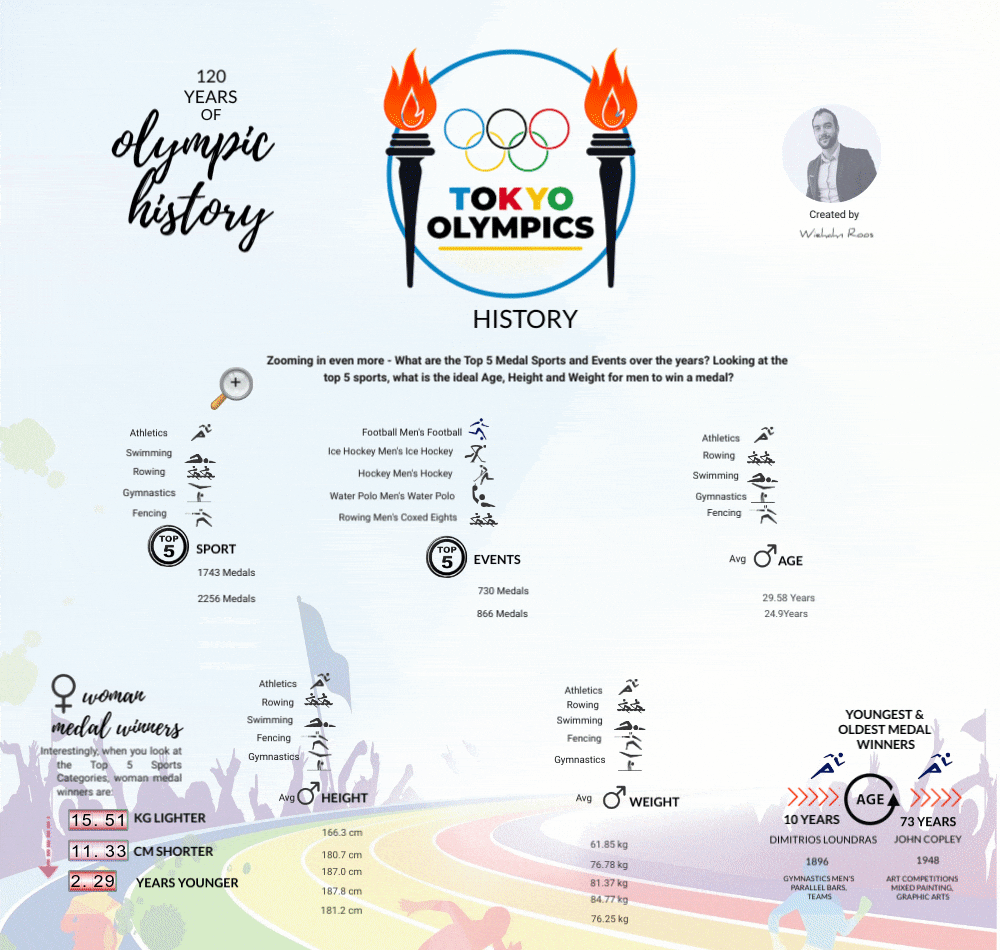 120
YEARS
OF
olympic
history
TOKYO
OLYMPICS
HISTORY
Created by
Wiehahn Roos
Zooming in even more - What are the Top 5 Medal Sports and Events over the years? Looking at the
top 5 sports, what is the ideal Age, Height and Weight for men to win a medal?
Athletics
Swimming
Rowing
Gymnastics
Fencing
TOP
5
SPORT
1743 Medals
2256 Medals
Football Men's Football
Ice Hockey Men's Ice Hockey
Hockey Men's Hockey
Water Polo Men's Water Polo
Rowing Men's Coxed Eights
TOP
5
EVENTS
730 Medals
866 Medals
Athletics
Rowing
Swimming
Gymnastics
Fencing
Avg AGE
29.58 Years
24.9Years
woman
medal winners
Interestingly, when you look at
the Top 5 Sports
Categories, woman medal
winners are:
15.51 KG LIGHTER
11.33 CM SHORTER
2.29 YEARS YOUNGER
Athletics
Rowing
Swimming
Fencing
Gymnastics
Avg HEIGHT
166.3 cm
180.7 cm
187.0 cm
187.8 cm
181.2 cm
Athletics
Rowing
Swimming
Fencing
Gymnastics
Avg WEIGHT
61.85 kg
76.78 kg
81.37 kg
84.77 kg
76.25 kg
YOUNGEST &
OLDEST MEDAL
WINNERS
AGE
10 YEARS
DIMITRIOS LOUNDRAS
1896
GYMNASTICS MEN'S
PARALLEL BARS,
TEAMS
73 YEARS
JOHN COPLEY
1948
ART COMPETITIONS
MIXED PAINTING,
GRAPHIC ARTS